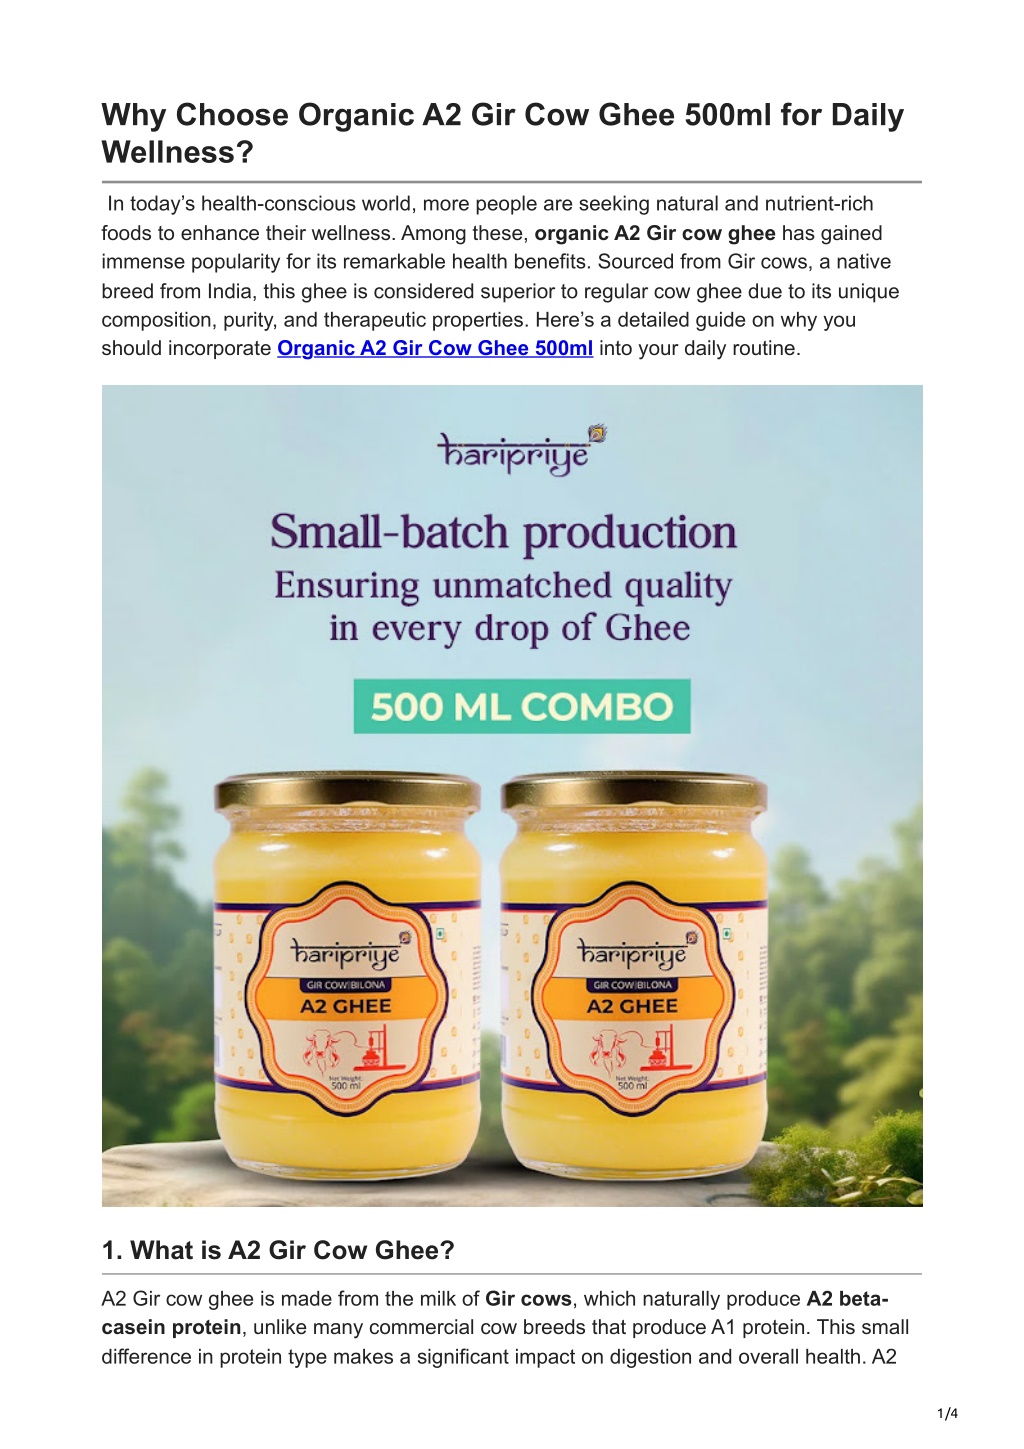 Why Choose Organic A2 Gir Cow Ghee 500ml for Daily
Wellness?
In today’s health-conscious world, more people are seeking natural and nutrient-rich
foods to enhance their wellness. Among these, organic A2 Gir cow ghee has gained
immense popularity for its remarkable health benefits. Sourced from Gir cows, a native
breed from India, this ghee is considered superior to regular cow ghee due to its unique
composition, purity, and therapeutic properties. Here’s a detailed guide on why you
should incorporate Organic A2 Gir Cow Ghee 500ml into your daily routine.
haripriye
Small-batch production
Ensuring unmatched quality
in every drop of Ghee
500 ML COMBO
haripriye
GIR COW|BILONA
A2 GHEE
Net Weight:
500 ml
haripriye
GIR COW|BILONA
A2 GHEE
Net Weight:
500 ml
1. What is A2 Gir Cow Ghee?
A2 Gir cow ghee is made from the milk of Gir cows, which naturally produce A2 beta-
casein protein, unlike many commercial cow breeds that produce A1 protein. This small
difference in protein type makes a significant impact on digestion and overall health. A2
1/4